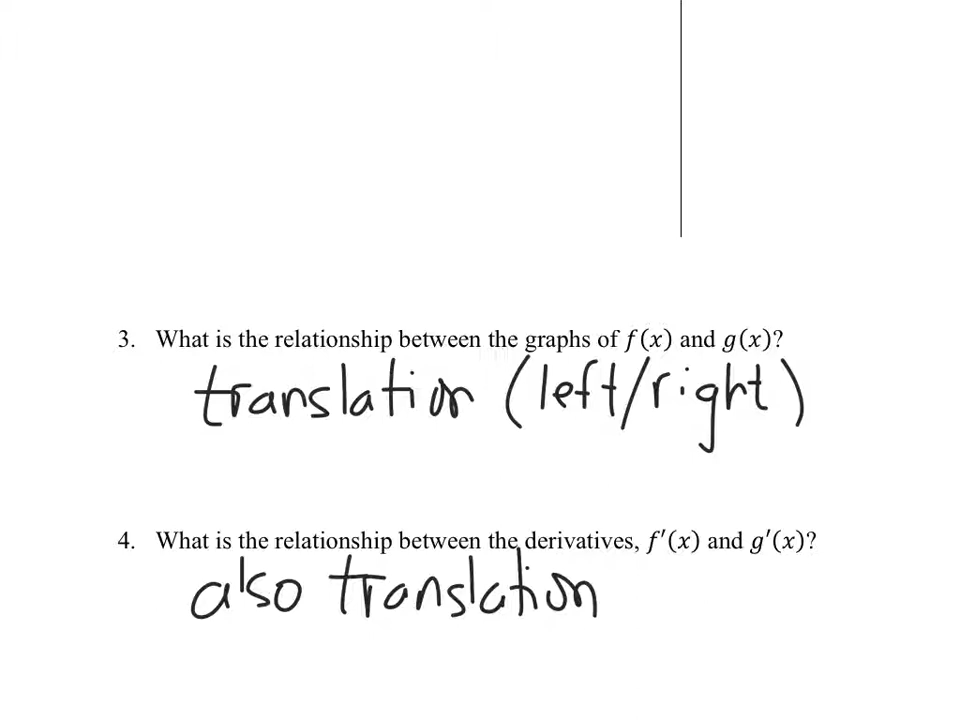 3. What is the relationship between the graphs of f(x) and g(x)?
translation (left/right)
4. What is the relationship between the derivatives, f′(x) and g′(x)?
also translation